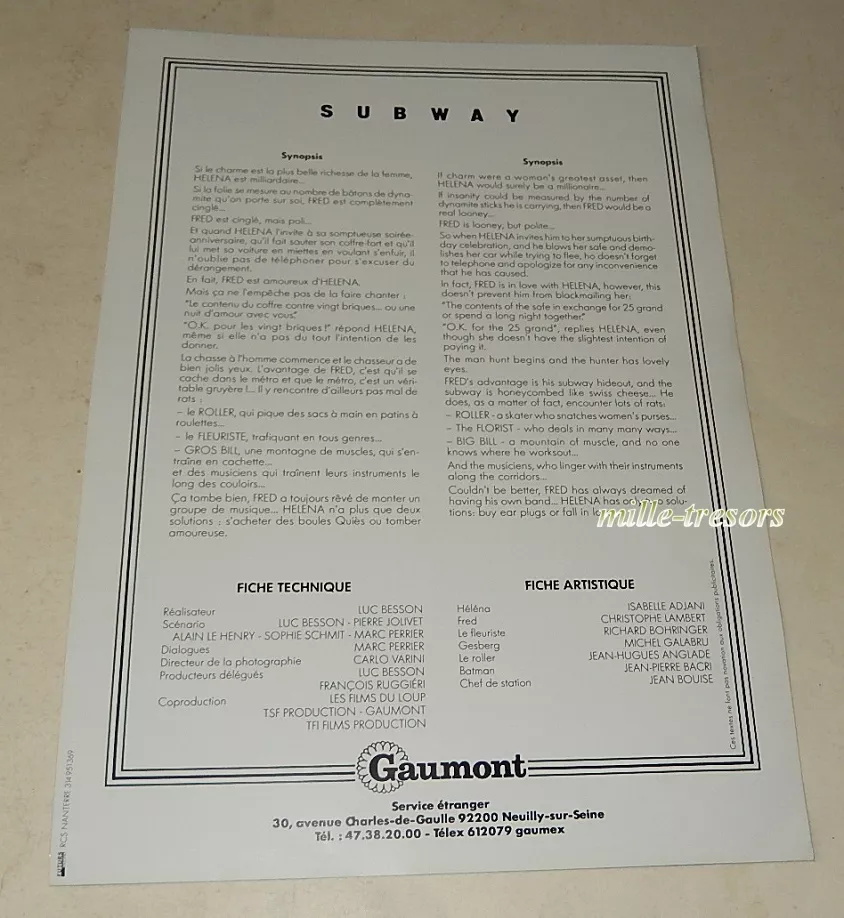 SUBWAY
Synopsis
Si le charme est la plus belle richesse de la femme,
HELENA est milliardaire...
Si la folie se mesure au nombre de bâtons de dyna-
mite qu'on porte sur soi, FRED est complètement
cinglé...
FRED est cinglé, mais poli...
Et quand HELENA l'invite à sa somptueuse soirée-
anniversaire, qu'il fait sauter son coffre-fort et qu'il
lui met sa voiture en miettes en voulant s'enfuir, il
n'oublie pas de téléphoner pour s'excuser du
dérangement.
En fait, FRED est amoureux d'HELENA.
Mais ça ne l'empêche pas de la faire chanter :
"Le contenu du coffre contre vingt briques... ou une
nuit d'amour avec vous."
"O.K. pour les vingt briques !" répond HELENA,
même si elle n'a pas du tout l'intention de les
donner.
La chasse à l'homme commence et le chasseur a de
bien jolis yeux. L'avantage de FRED, c'est qu'il se
cache dans le métro et que le métro, c'est un véri-
table gruyère !... Il y rencontre d'ailleurs pas mal de
rats :
– le ROLLER, qui pique des sacs à main en patins à
roulettes...
– le FLEURISTE, trafiquant en tous genres...
– GROS BILL, une montagne de muscles, qui s'en-
traîne en cachette...
et des musiciens qui traînent leurs instruments le
long des couloirs...
Ça tombe bien, FRED a toujours rêvé de monter un
groupe de musique... HELENA n'a plus que deux
solutions : s'acheter des boules Quiès ou tomber
amoureuse.
Synopsis
If charm were a woman's greatest asset, then
HELENA would surely be a millionaire...
If insanity could be measured by the number of
dynamite sticks he is carrying, then FRED would be a
real looney...
FRED is looney, but polite...
So when HELENA invites him to her sumptuous birth-
day celebration, and he blows her safe and demo-
lishes her car while trying to flee, he doesn't forget
to telephone and apologize for any inconvenience
that he has caused.
In fact, FRED is in love with HELENA, however, this
doesn't prevent him from blackmailing her:
"The contents of the safe in exchange for 25 grand
or spend a long night together."
"O.K. for the 25 grand", replies HELENA, even
though she doesn't have the slightest intention of
paying it.
The man hunt begins and the hunter has lovely
eyes.
FRED's advantage is his subway hideout, and the
subway is honeycombed like swiss cheese... He
does, as a matter of fact, encounter lots of rats:
– ROLLER - a skater who snatches women's purses...
– The FLORIST - who deals in many many ways...
– BIG BILL - a mountain of muscle, and no one
knows where he worksout...
And the musicians, who linger with their instruments
along the corridors...
Couldn't be better, FRED has always dreamed of
having his own band... HELENA has only solu-
tions: buy ear plugs or fall in
mille-tresors
FICHE TECHNIQUE
Réalisateur LUC BESSON
Scénario LUC BESSON - PIERRE JOLIVET
ALAIN LE HENRY - SOPHIE SCHMIT - MARC PERRIER
Dialogues MARC PERRIER
Directeur de la photographie CARLO VARINI
Producteurs délégués LUC BESSON
FRANÇOIS RUGGIÉRI
Coproduction LES FILMS DU LOUP
TSF PRODUCTION - GAUMONT
TF1 FILMS PRODUCTION
FICHE ARTISTIQUE
Héléna ISABELLE ADJANI
Fred CHRISTOPHE LAMBERT
Le fleuriste RICHARD BOHRINGER
Gesberg MICHEL GALABRU
Le roller JEAN-HUGUES ANGLADE
Batman JEAN-PIERRE BACRI
Chef de station JEAN BOUISE
Ces textes ne font pas novation aux obligations publicitaires.
Gaumont
Service étranger
30, avenue Charles-de-Gaulle 92200 Neuilly-sur-Seine
Tél. : 47.38.20.00 - Télex 612079 gaumex
RCS NANTERRE 314 951 369